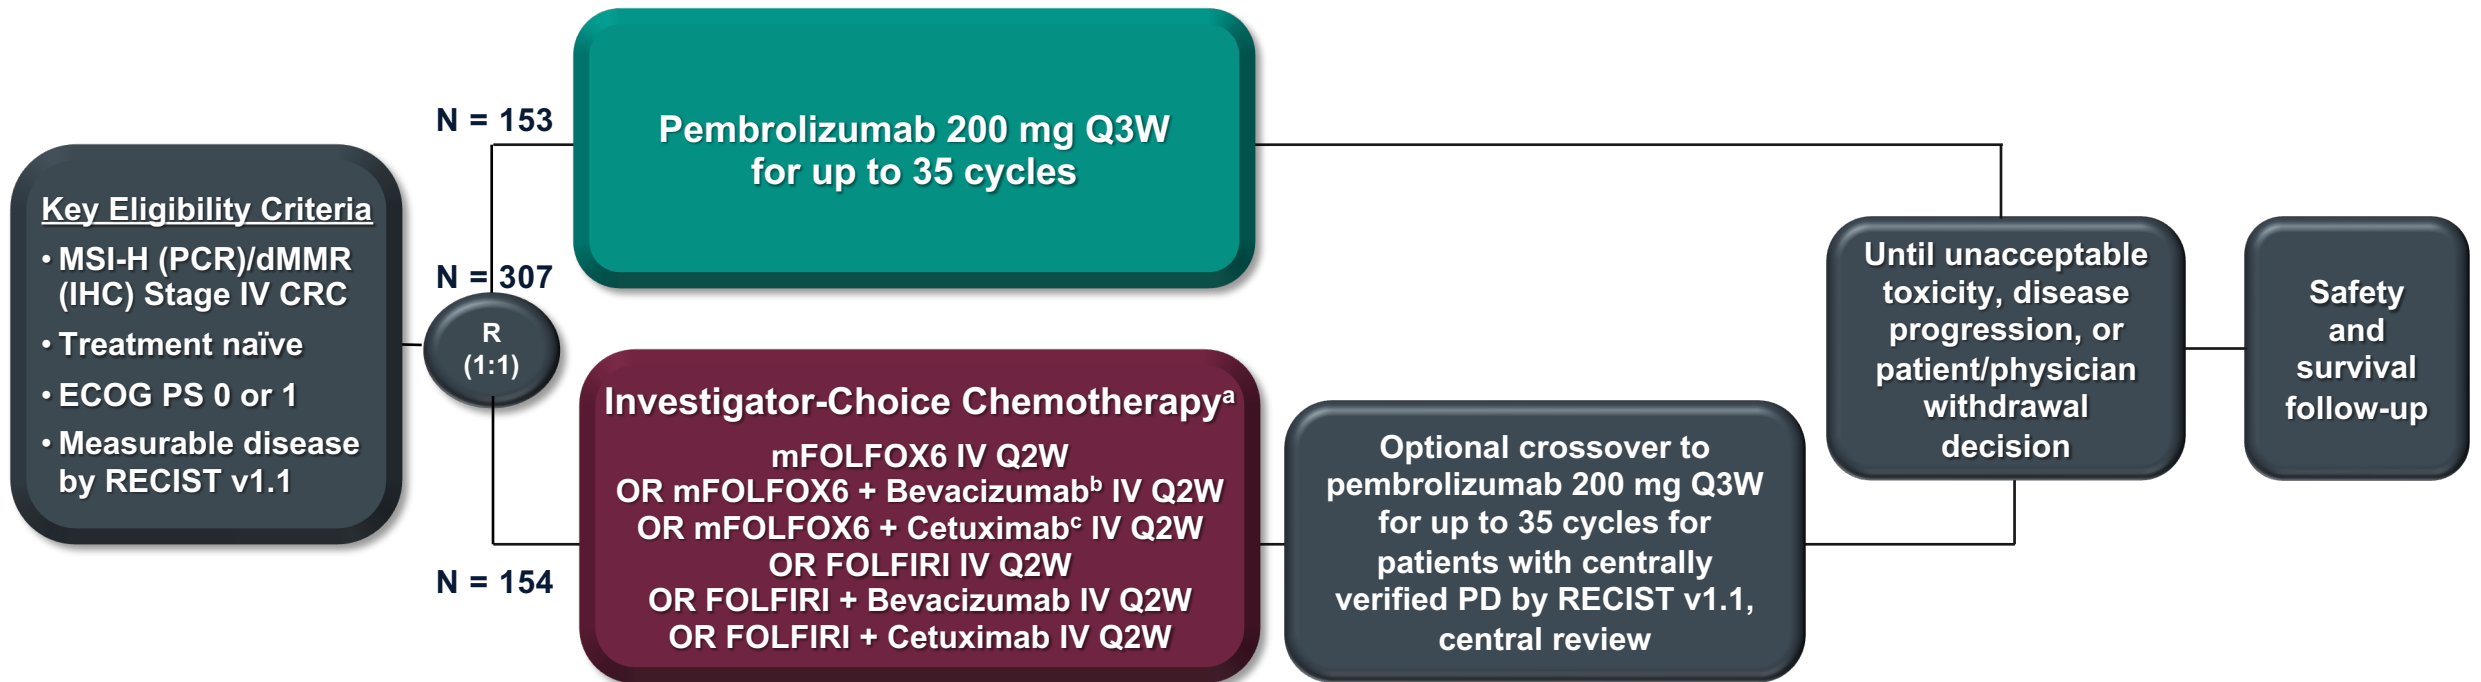 Key Eligibility Criteria
• MSI-H (PCR)/dMMR
(IHC) Stage IV CRC
• Treatment naïve
• ECOG PS 0 or 1
• Measurable disease
by RECIST v1.1
N = 307
R
(1:1)
N = 153
Pembrolizumab 200 mg Q3W
for up to 35 cycles
N = 154
Investigator-Choice Chemotherapyᵃ
mFOLFOX6 IV Q2W
OR mFOLFOX6 + Bevacizumabᵇ IV Q2W
OR mFOLFOX6 + Cetuximabᶜ IV Q2W
OR FOLFIRI IV Q2W
OR FOLFIRI + Bevacizumab IV Q2W
OR FOLFIRI + Cetuximab IV Q2W
Optional crossover to
pembrolizumab 200 mg Q3W
for up to 35 cycles for
patients with centrally
verified PD by RECIST v1.1,
central review
Until unacceptable
toxicity, disease
progression, or
patient/physician
withdrawal
decision
Safety
and
survival
follow-up